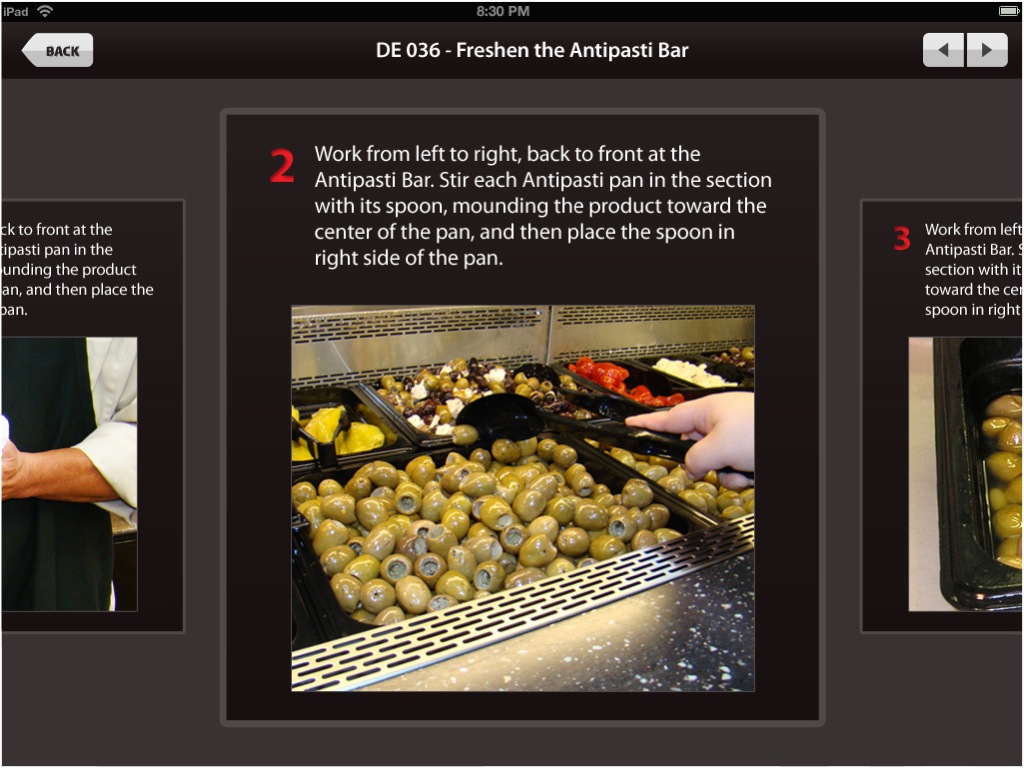 iPad
8:30 PM
BACK
DE 036 - Freshen the Antipasti Bar
2
Work from left to right, back to front at the
Antipasti Bar. Stir each Antipasti pan in the section
with its spoon, mounding the product toward the
center of the pan, and then place the spoon in
right side of the pan.
ck to front at the
tipasti pan in the
ounding the product
an, and then place the
pan.
3
Work from left
Antipasti Bar. S
section with it
toward the cen
spoon in right